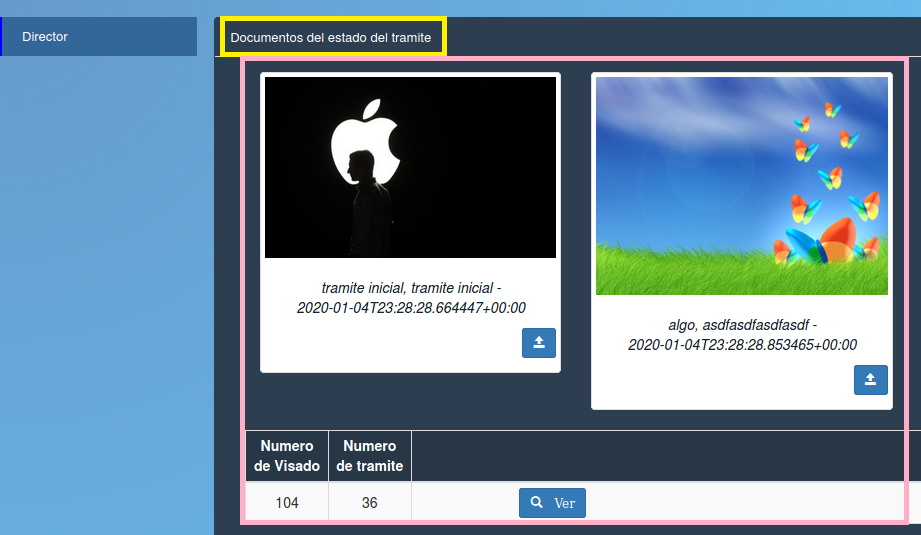 Director
Documentos del estado del tramite
tramite inicial, tramite inicial -
2020-01-04T23:28:28.664447+00:00
algo, asdfasdfasdfasdf -
2020-01-04T23:28:28.853465+00:00
Numero
de Visado
Numero
de tramite
104
36
Ver